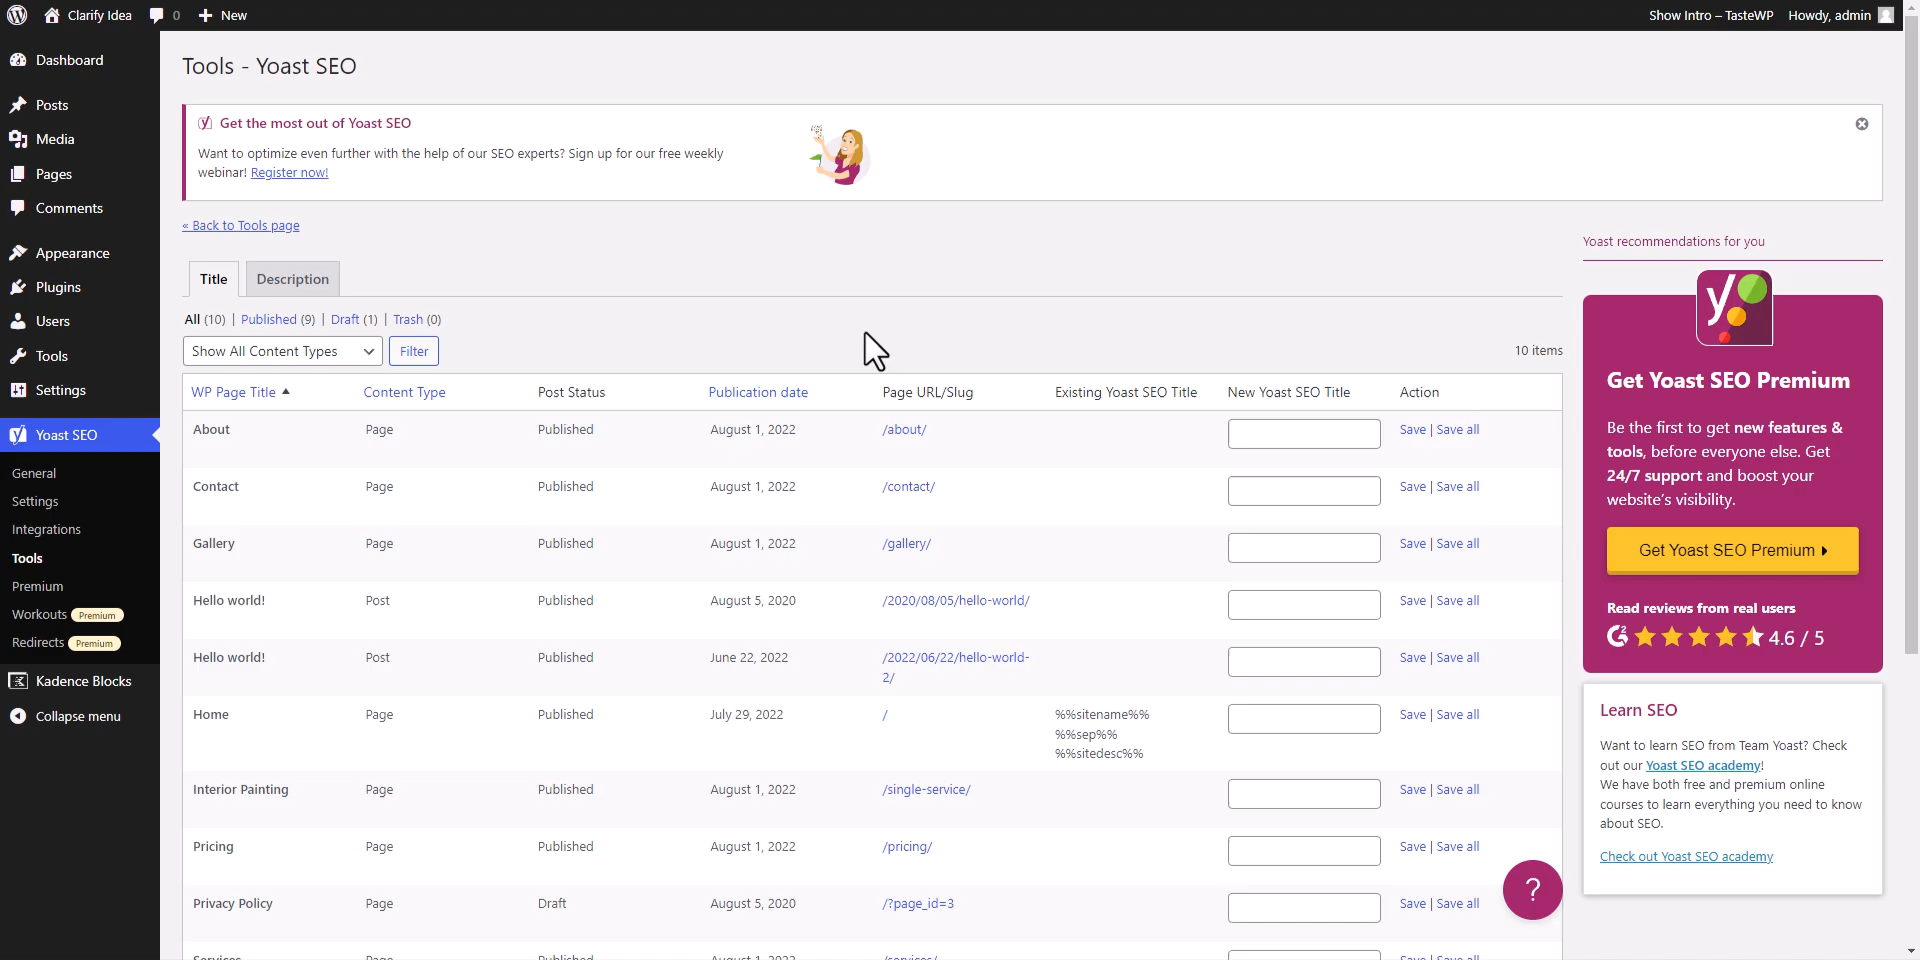 Clarify Idea
0
New
Show Intro – TasteWP
Howdy, admin
Dashboard
Posts
Media
Pages
Comments
Appearance
Plugins
Users
Tools
Settings
Yoast SEO
General
Settings
Integrations
Tools
Premium
Workouts Premium
Redirects Premium
Kadence Blocks
Collapse menu
Tools - Yoast SEO
Get the most out of Yoast SEO
Want to optimize even further with the help of our SEO experts? Sign up for our free weekly
webinar! Register now!
« Back to Tools page
Title
Description
All (10) | Published (9) | Draft (1) | Trash (0)
Show All Content Types
Filter
10 items
WP Page Title Content Type Post Status Publication date Page URL/Slug Existing Yoast SEO Title New Yoast SEO Title Action
About Page Published August 1, 2022 /about/ Save | Save all
Contact Page Published August 1, 2022 /contact/ Save | Save all
Gallery Page Published August 1, 2022 /gallery/ Save | Save all
Hello world! Post Published August 5, 2020 /2020/08/05/hello-world/ Save | Save all
Hello world! Post Published June 22, 2022 /2022/06/22/hello-world- Save | Save all
2/
Home Page Published July 29, 2022 / %%sitename%% Save | Save all
%%sep%%
%%sitedesc%%
Interior Painting Page Published August 1, 2022 /single-service/ Save | Save all
Pricing Page Published August 1, 2022 /pricing/ Save | Save all
Privacy Policy Page Draft August 5, 2020 /?page_id=3 Save | Save all
Services Page Published August 1, 2022 /services/ Save | Save all
?
Yoast recommendations for you
Get Yoast SEO Premium
Be the first to get new features &
tools, before everyone else. Get
24/7 support and boost your
website's visibility.
Get Yoast SEO Premium
Read reviews from real users
4.6 / 5
Learn SEO
Want to learn SEO from Team Yoast? Check
out our Yoast SEO academy!
We have both free and premium online
courses to learn everything you need to know
about SEO.
Check out Yoast SEO academy